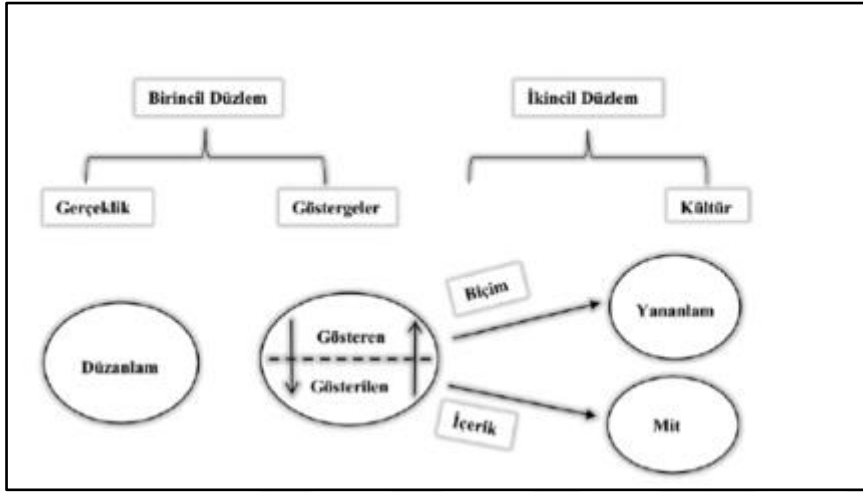 Birincil Düzlem
İkincil Düzlem
Gerçeklik
Göstergeler
Kültür
Düzanlam
Gösteren
Gösterilen
Biçim
İçerik
Yananlam
Mit